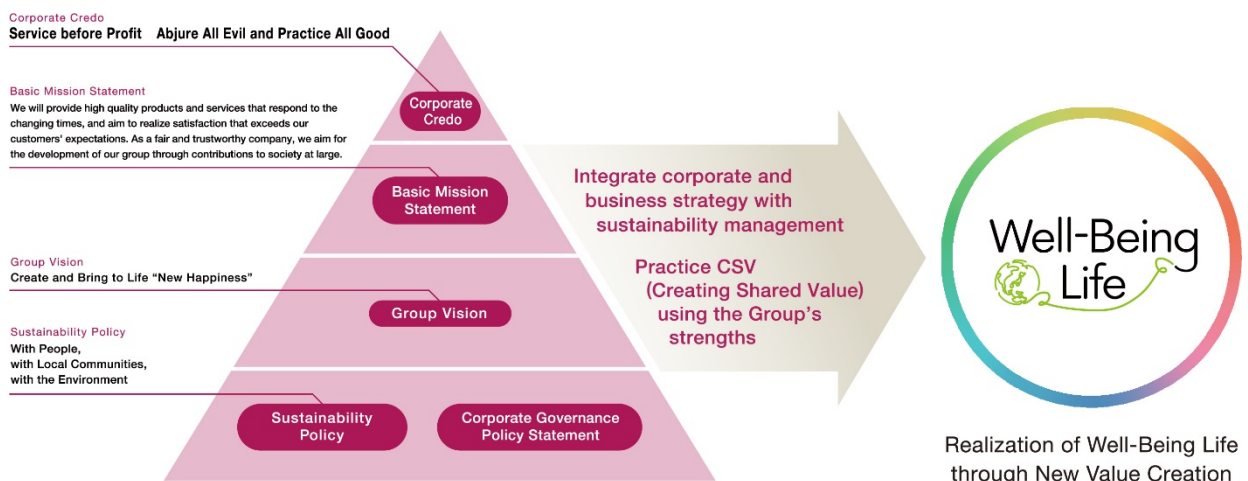 Corporate Credo
Service before Profit Abjure All Evil and Practice All Good
Basic Mission Statement
We will provide high quality products and services that respond to the
changing times, and aim to realize satisfaction that exceeds our
customers' expectations. As a fair and trustworthy company, we aim for
the development of our group through contributions to society at large.
Group Vision
Create and Bring to Life “New Happiness”
Sustainability Policy
With People,
with Local Communities,
with the Environment
Corporate
Credo
Basic Mission
Statement
Group Vision
Sustainability
Policy
Corporate Governance
Policy Statement
Integrate corporate and
business strategy with
sustainability management
Practice CSV
(Creating Shared Value)
using the Group's
strengths
Well-Being
Life
Realization of Well-Being Life
through New Value Creation